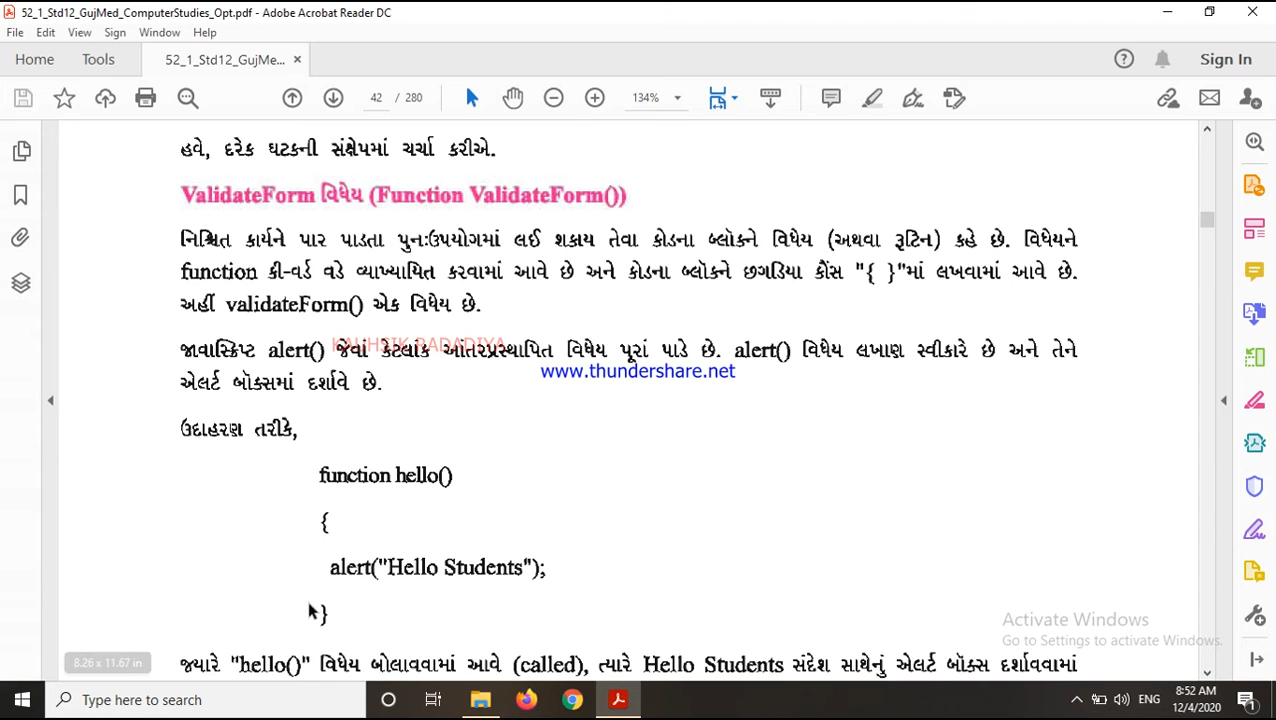 52_1_Std12_GujMed_ComputerStudies_Opt.pdf - Adobe Acrobat Reader DC
File Edit View Sign Window Help
Home Tools 52_1_Std12_GujMe... × Sign In
42 / 280 134%
હવે, દરેક ઘટકની સંક્ષેપમાં ચર્ચા કરીએ.
ValidateForm વિધેય (Function ValidateForm())
નિશ્ચિત કાર્યને પાર પાડતા પુનઃઉપયોગમાં લઈ શકાય તેવા કોડના બ્લૉકને વિધેય (અથવા રૂટિન) કહે છે. વિધેયને
function કી-વર્ડ વડે વ્યાખ્યાયિત કરવામાં આવે છે અને કોડના બ્લૉકને છગડિયા કૌંસ "{ }"માં લખવામાં આવે છે.
અહીં validateForm() એક વિધેય છે.
જાવાસ્ક્રિપ્ટ alert() જેવાં કેટલાંક આંતરપ્રસ્થાપિત વિધેય પૂરાં પાડે છે. alert() વિધેય લખાણ સ્વીકારે છે અને તેને
KAUHSIK RADADIYA
www.thundershare.net
એલર્ટ બૉક્સમાં દર્શાવે છે.
ઉદાહરણ તરીકે,
function hello()
{
alert("Hello Students");
}
Activate Windows
Go to Settings to activate Windows.
જ્યારે "hello()" વિધેય બોલાવવામાં આવે (called), ત્યારે Hello Students સંદેશ સાથેનું એલર્ટ બૉક્સ દર્શાવવામાં
8.26 x 11.67 in
Type here to search
ENG
8:52 AM
12/4/2020
1